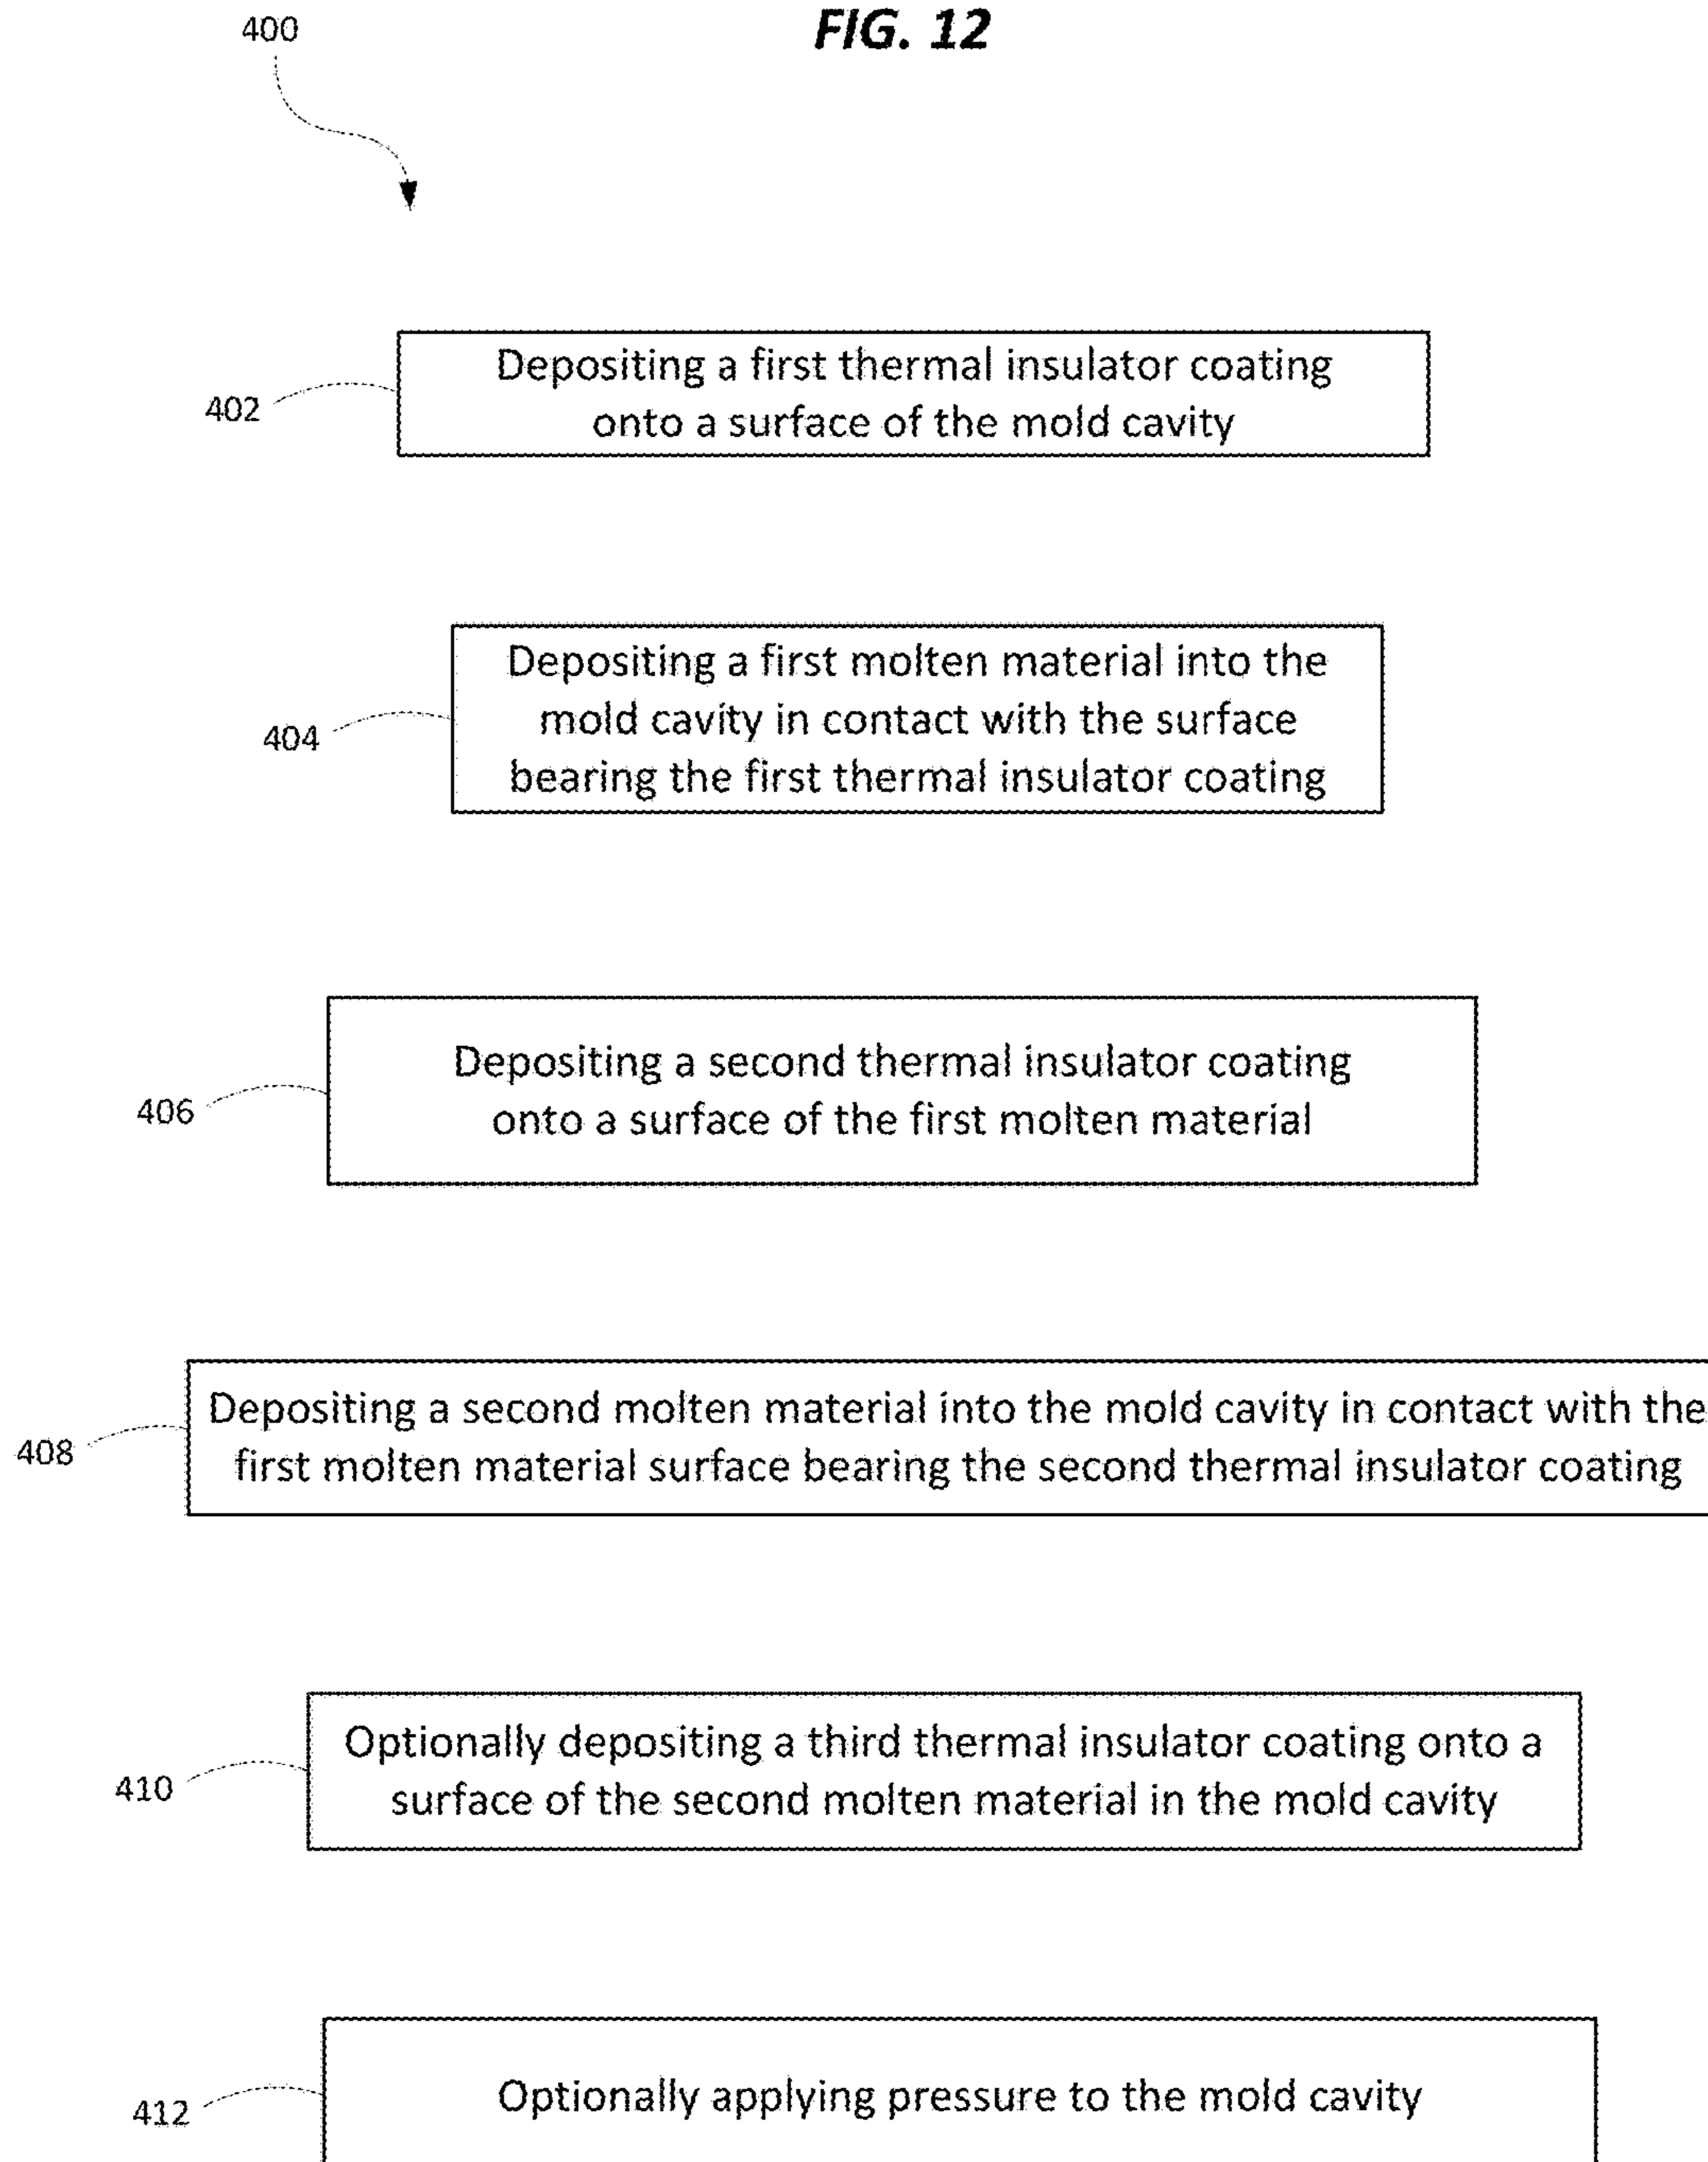 400
FIG. 12
402
Depositing a first thermal insulator coating
onto a surface of the mold cavity
404
Depositing a first molten material into the
mold cavity in contact with the surface
bearing the first thermal insulator coating
406
Depositing a second thermal insulator coating
onto a surface of the first molten material
408
Depositing a second molten material into the mold cavity in contact with the
first molten material surface bearing the second thermal insulator coating
410
Optionally depositing a third thermal insulator coating onto a
surface of the second molten material in the mold cavity
412
Optionally applying pressure to the mold cavity